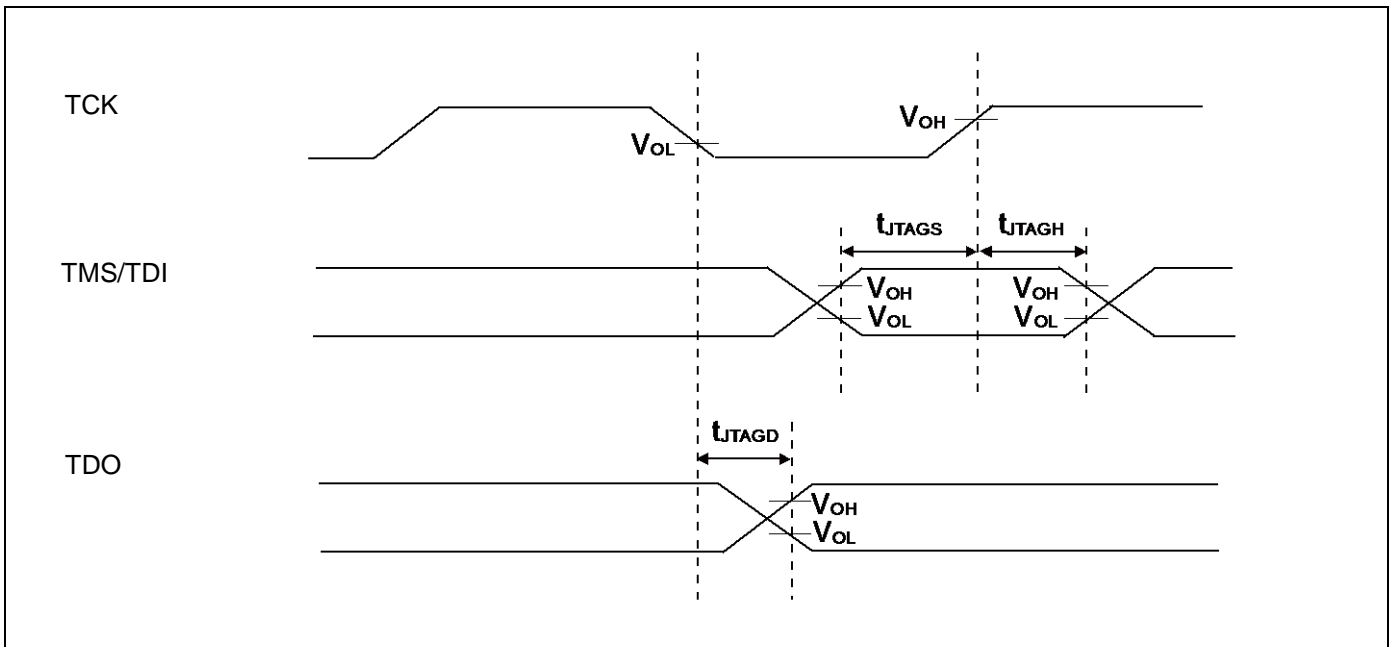 TCK
VOL
VOH
tJTAGS
tJTAGH
TMS/TDI
VOH
VOH
VOL
VOL
tJTAGD
TDO
VOH
VOL